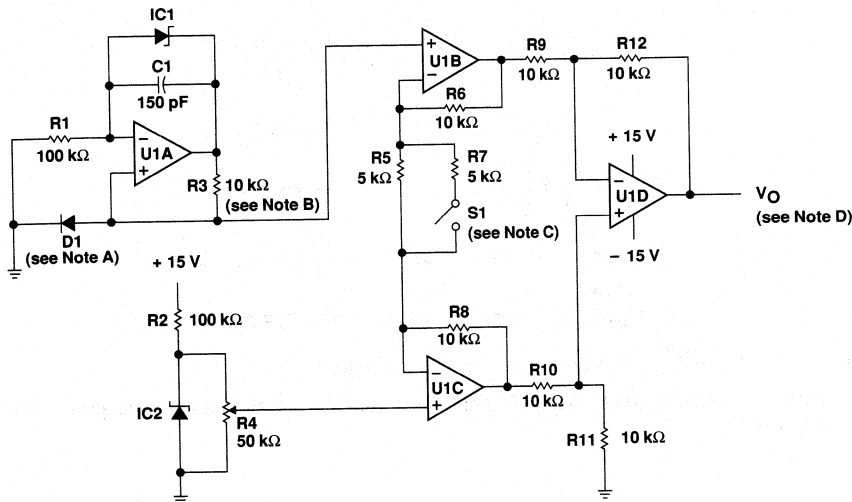 IC1
C1
150 pF
R1
100 kΩ
U1A
R3
10 kΩ
(see Note B)
D1
(see Note A)
+ 15 V
R2
100 kΩ
IC2
R4
50 kΩ
U1B
R9
10 kΩ
R12
10 kΩ
R6
10 kΩ
R5
5 kΩ
R7
5 kΩ
S1
(see Note C)
+ 15 V
U1D
− 15 V
VO
(see Note D)
R8
10 kΩ
U1C
R10
10 kΩ
R11
10 kΩ
+
−
−
+
−
+
−
+